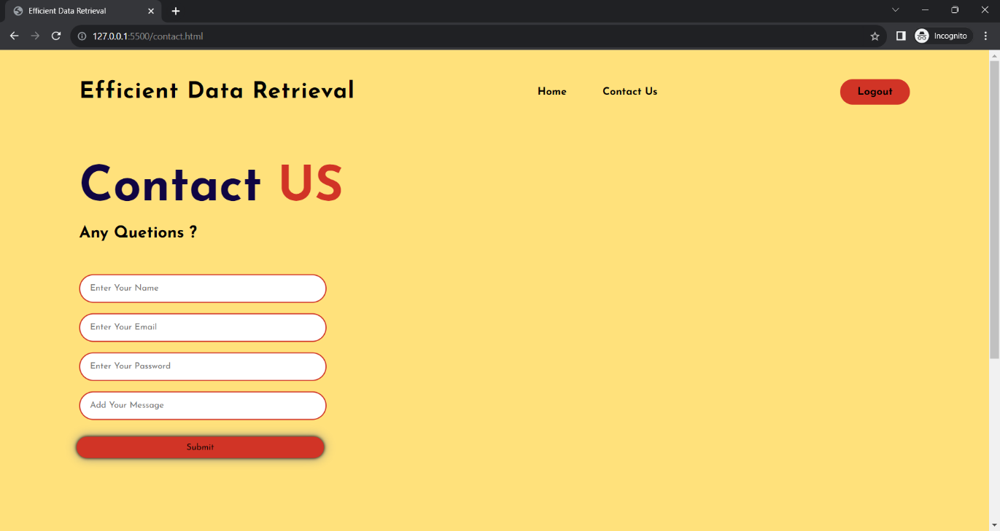 Efficient Data Retrieval
127.0.0.1:5500/contact.html
Incognito
Efficient Data Retrieval
Home
Contact Us
Logout
Contact US
Any Quetions ?
Enter Your Name
Enter Your Email
Enter Your Password
Add Your Message
Submit